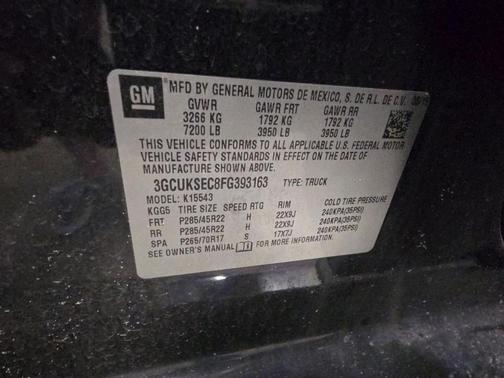 GM
MFD BY GENERAL MOTORS DE MEXICO, S. DE R.L. DE C.V. 06/15
GVWR GAWR FRT GAWR RR
3266 KG 1792 KG 1792 KG
7200 LB 3950 LB 3950 LB
THIS VEHICLE CONFORMS TO ALL APPLICABLE U.S. FEDERAL MOTOR
VEHICLE SAFETY STANDARDS IN EFFECT ON THE DATE OF
MANUFACTURE SHOWN ABOVE.
3GCUKSEC8FG393163 TYPE: TRUCK
MODEL: K15543
KGG5 TIRE SIZE SPEED RTG RIM COLD TIRE PRESSURE
FRT P285/45R22 H 22X9J 240KPA(35PSI)
RR P285/45R22 H 22X9J 240KPA(35PSI)
SPA P265/70R17 S 17X7J 240KPA(35PSI)
SEE OWNER'S MANUAL FOR MORE INFORMATION.